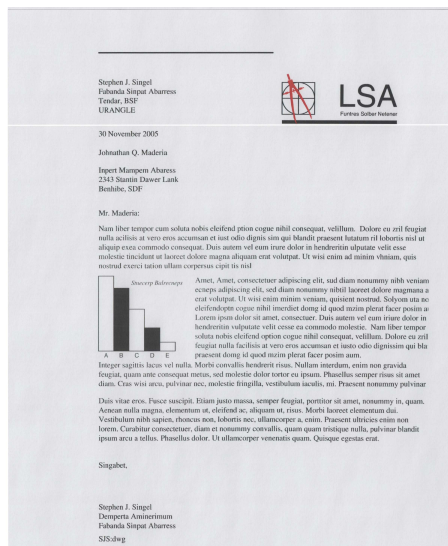 Stephen J. Singel
Fabanda Sinpat Abarress
Tendar, BSF
URANGLE
LSA
Funtres Solber Netener
30 November 2005
Johnathan Q. Maderia
Inpert Mampem Abaress
2343 Stantin Dawer Lank
Benhibe, SDF
Mr. Maderia:
Nam liber tempor cum soluta nobis eleifend ption cogue nihil consequat, velillum. Dolore eu zril feugiat
nulla acilisis at vero eros accumsan et iust odio dignis sim qui blandit praesent lutatum ril lobortis nisl ut
aliquip exea commodo consequat. Duis autem vel eum irure dolor in hendreritin ulputate velit esse
molestie tincidunt ut laoreet dolore magna aliquam erat volutpat. Ut wisi enim ad minim vhniam, quis
nostrud exerci tation ullam corpersus cipit tis nisl
Snuecerp Bidrecneps
A B C D E
Amet, Amet, consectetuer adipiscing elit, sud diam nonummy nibh veniam
ecneps adipiscing elit, sed diam nonummy nibtil laoreet dolore magmana a
erat volutpat. Ut wisi enim minim veniam, quisient nostrud. Solyom uta no
cleifendoptn cogue nihil imerdiet domg id quod mzim plerat facer posim a
Lorem ipsum dolor sit amet, consectuer. Duis autem vel eum iriure dolor in
hendreritin vulputate velit cesse ea commodo molestie. Nam liber tempor
soluta nobis cleifend option cogue nihil consequat, velillum. Dolore eu zril
feugiat nulla facilisis at vero eros accumsan et iusto odio dignissim qui bla
praesent domg id quod mzim plerat facer posim aum.
Integer sagittis lacus vel nulla. Morbi convallis hendrerit risus. Nullam interdum, enim non gravida
feugiat, quam ante consequat metus, sed molestie dolor tortor eu ipsum. Phasellus semper risus sit amet
diam. Cras wisi arcu, pulvinar nec, molestie fringilla, vestibulum iaculis, mi. Praesent nonummy pulvinar
Duis vitae eros. Fusce suscipit. Etiam justo massa, semper feugiat, porttitor sit amet, nonummy in, quam.
Aenean nulla magna, elementum ut, eleifend ac, aliquam ut, risus. Morbi laoreet elementum dui.
Vestibulum nibh sapien, rhoncus non, lobortis nec, ullamcorper a, enim. Praesent ultricies enim non
lorem. Curabitur consectetuer, diam et nonummy convallis, quam quam tristique nulla, pulvinar blandit
ipsum arcu a tellus. Phasellus dolor. Ut ullamcorper venenatis quam. Quisque egestas erat.
Singabet,
Stephen J. Singel
Demperta Aminerimum
Fabanda Sinpat Abarress
SJS:dwg